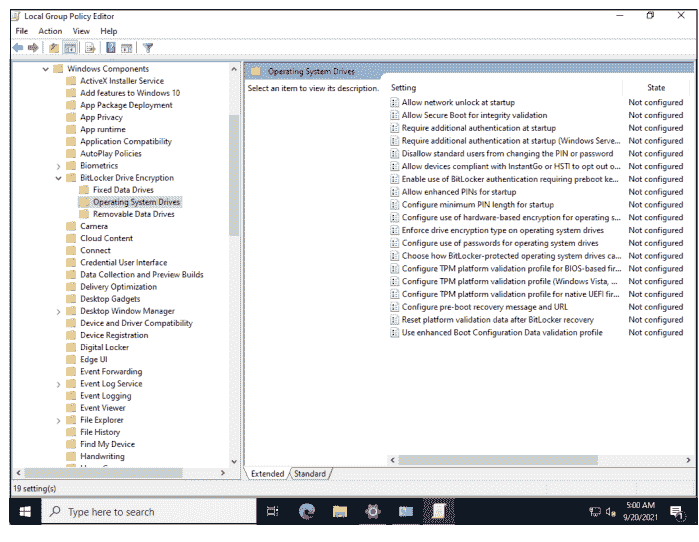 Local Group Policy Editor
File Action View Help
Windows Components
ActiveX Installer Service
Add features to Windows 10
App Package Deployment
App Privacy
App runtime
Application Compatibility
AutoPlay Policies
Biometrics
BitLocker Drive Encryption
Fixed Data Drives
Operating System Drives
Removable Data Drives
Camera
Cloud Content
Connect
Credential User Interface
Data Collection and Preview Builds
Delivery Optimization
Desktop Gadgets
Desktop Window Manager
Device and Driver Compatibility
Device Registration
Digital Locker
Edge UI
Event Forwarding
Event Log Service
Event Logging
Event Viewer
File Explorer
File History
Find My Device
Handwriting
Operating System Drives
Select an item to view its description.
Setting State
Allow network unlock at startup Not configured
Allow Secure Boot for integrity validation Not configured
Require additional authentication at startup Not configured
Require additional authentication at startup (Windows Serve... Not configured
Disallow standard users from changing the PIN or password Not configured
Allow devices compliant with InstantGo or HSTI to opt out o... Not configured
Enable use of BitLocker authentication requiring preboot ke... Not configured
Allow enhanced PINs for startup Not configured
Configure minimum PIN length for startup Not configured
Configure use of hardware-based encryption for operating s... Not configured
Enforce drive encryption type on operating system drives Not configured
Configure use of passwords for operating system drives Not configured
Choose how BitLocker-protected operating system drives ca... Not configured
Configure TPM platform validation profile for BIOS-based fir... Not configured
Configure TPM platform validation profile (Windows Vista, ... Not configured
Configure TPM platform validation profile for native UEFI fir... Not configured
Configure pre-boot recovery message and URL Not configured
Reset platform validation data after BitLocker recovery Not configured
Use enhanced Boot Configuration Data validation profile Not configured
Extended Standard
19 setting(s)
Type here to search
5:00 AM
9/20/2021